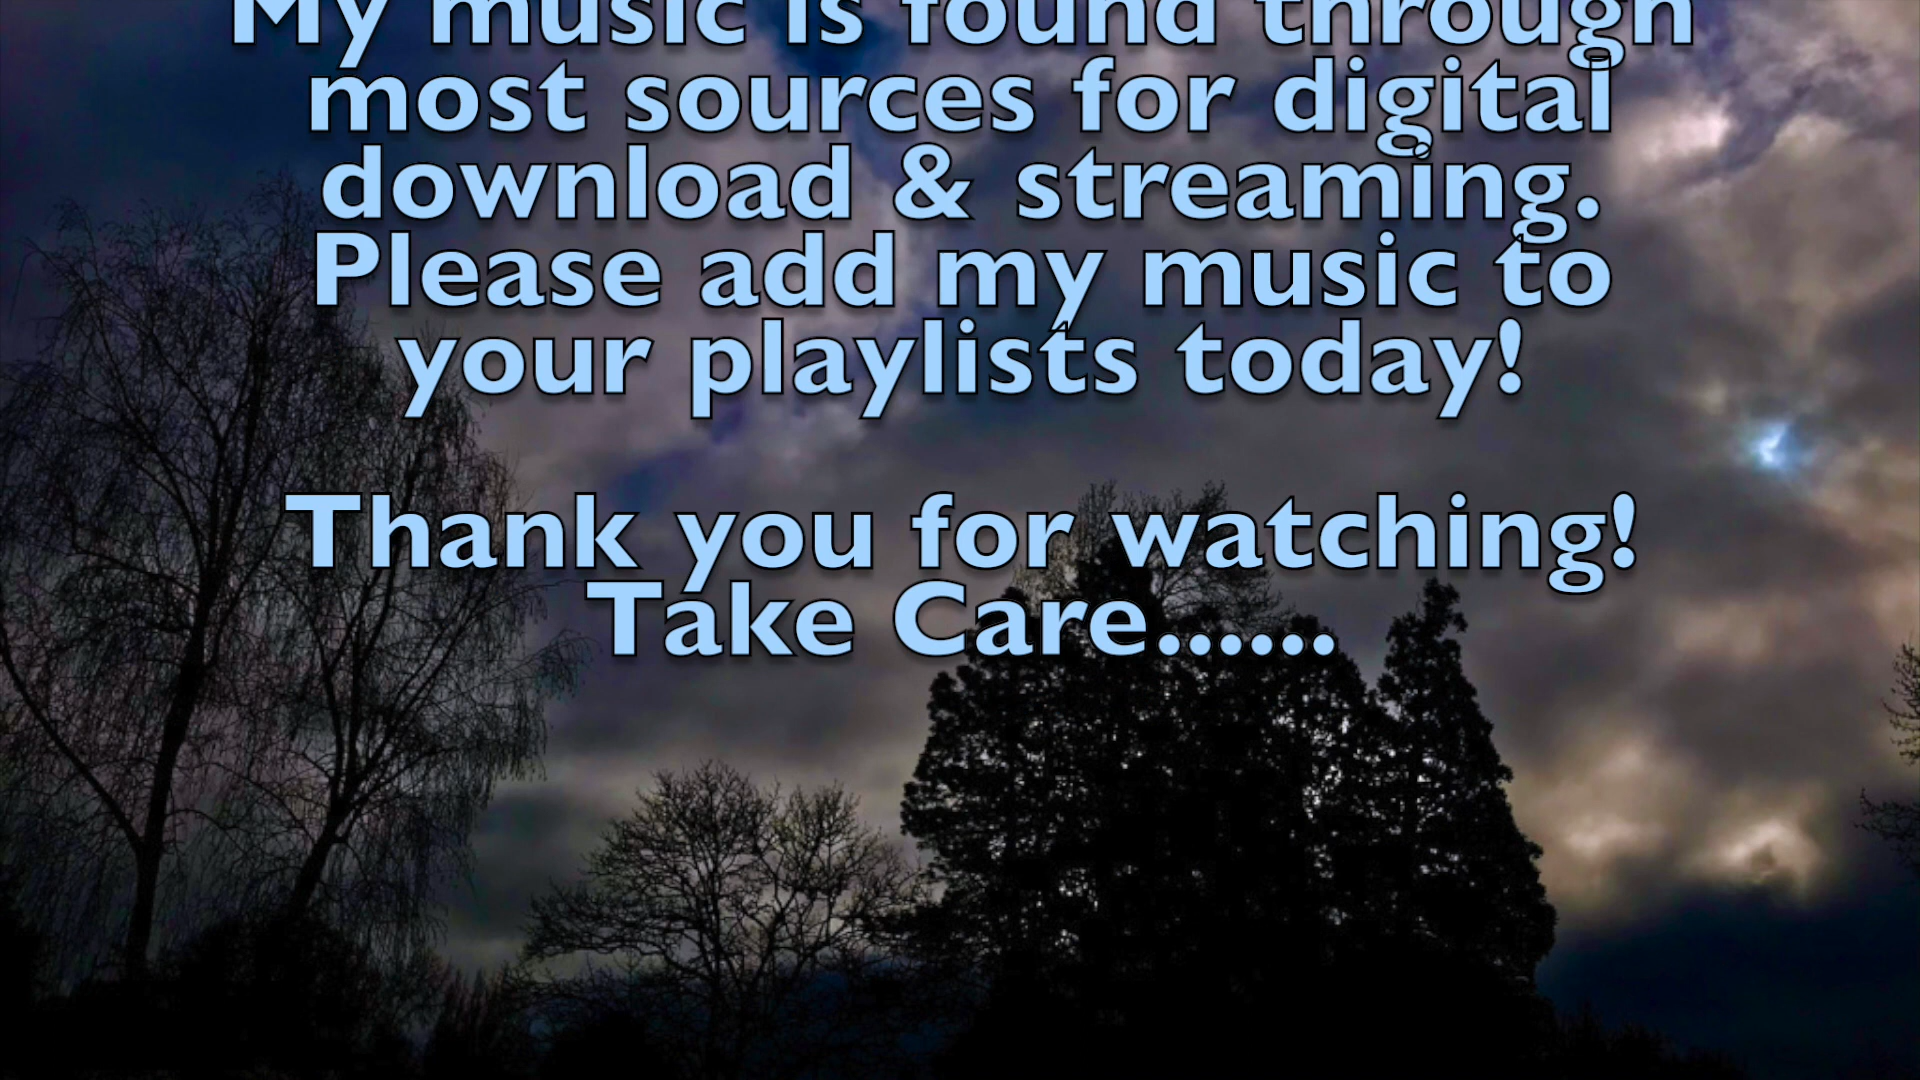 My music is found through
most sources for digital
download & streaming.
Please add my music to
your playlists today!
Thank you for watching!
Take Care......